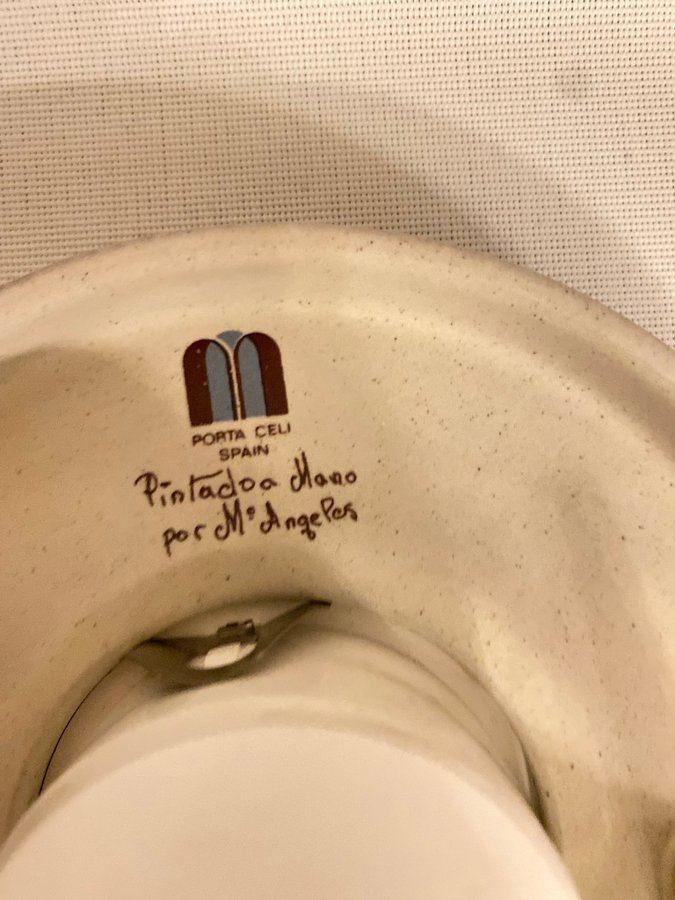 PORTA CELI
SPAIN
Pintado a Mano
por Mª Angeles